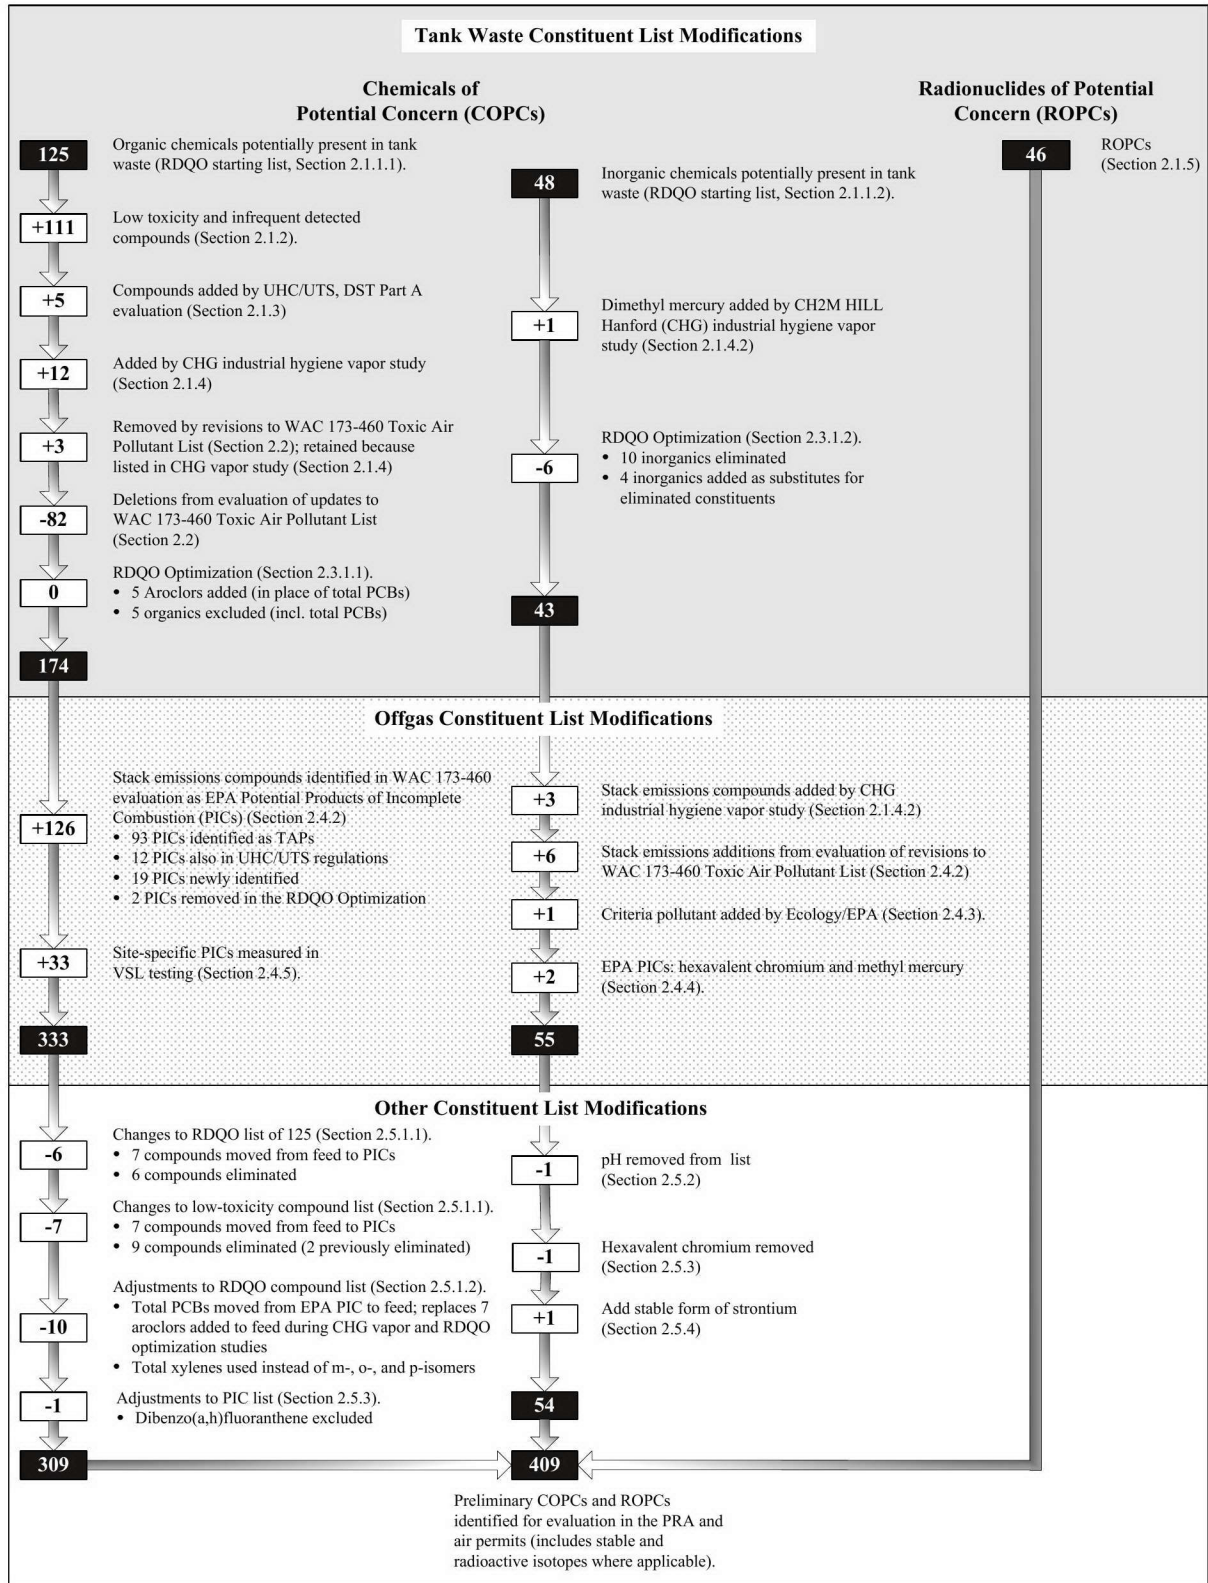 Tank Waste Constituent List Modifications
Chemicals of
Potential Concern (COPCs)
Radionuclides of Potential
Concern (ROPCs)
125
Organic chemicals potentially present in tank
waste (RDQO starting list, Section 2.1.1.1).
+111
Low toxicity and infrequent detected
compounds (Section 2.1.2).
+5
Compounds added by UHC/UTS, DST Part A
evaluation (Section 2.1.3)
+12
Added by CHG industrial hygiene vapor study
(Section 2.1.4)
+3
Removed by revisions to WAC 173-460 Toxic Air
Pollutant List (Section 2.2); retained because
listed in CHG vapor study (Section 2.1.4)
-82
Deletions from evaluation of updates to
WAC 173-460 Toxic Air Pollutant List
(Section 2.2)
0
RDQO Optimization (Section 2.3.1.1).
• 5 Aroclors added (in place of total PCBs)
• 5 organics excluded (incl. total PCBs)
174
48
Inorganic chemicals potentially present in tank
waste (RDQO starting list, Section 2.1.1.2).
+1
Dimethyl mercury added by CH2M HILL
Hanford (CHG) industrial hygiene vapor
study (Section 2.1.4.2)
-6
RDQO Optimization (Section 2.3.1.2).
• 10 inorganics eliminated
• 4 inorganics added as substitutes for
eliminated constituents
43
46
ROPCs
(Section 2.1.5)
Offgas Constituent List Modifications
+126
Stack emissions compounds identified in WAC 173-460
evaluation as EPA Potential Products of Incomplete
Combustion (PICs) (Section 2.4.2)
• 93 PICs identified as TAPs
• 12 PICs also in UHC/UTS regulations
• 19 PICs newly identified
• 2 PICs removed in the RDQO Optimization
+33
Site-specific PICs measured in
VSL testing (Section 2.4.5).
333
+3
Stack emissions compounds added by CHG
industrial hygiene vapor study (Section 2.1.4.2)
+6
Stack emissions additions from evaluation of revisions to
WAC 173-460 Toxic Air Pollutant List (Section 2.4.2)
+1
Criteria pollutant added by Ecology/EPA (Section 2.4.3).
+2
EPA PICs: hexavalent chromium and methyl mercury
(Section 2.4.4).
55
Other Constituent List Modifications
-6
Changes to RDQO list of 125 (Section 2.5.1.1).
• 7 compounds moved from feed to PICs
• 6 compounds eliminated
-7
Changes to low-toxicity compound list (Section 2.5.1.1).
• 7 compounds moved from feed to PICs
• 9 compounds eliminated (2 previously eliminated)
-10
Adjustments to RDQO compound list (Section 2.5.1.2).
• Total PCBs moved from EPA PIC to feed; replaces 7
aroclors added to feed during CHG vapor and RDQO
optimization studies
• Total xylenes used instead of m-, o-, and p-isomers
-1
Adjustments to PIC list (Section 2.5.3).
• Dibenzo(a,h)fluoranthene excluded
309
-1
pH removed from list
(Section 2.5.2)
-1
Hexavalent chromium removed
(Section 2.5.3)
+1
Add stable form of strontium
(Section 2.5.4)
54
409
Preliminary COPCs and ROPCs
identified for evaluation in the PRA and
air permits (includes stable and
radioactive isotopes where applicable).